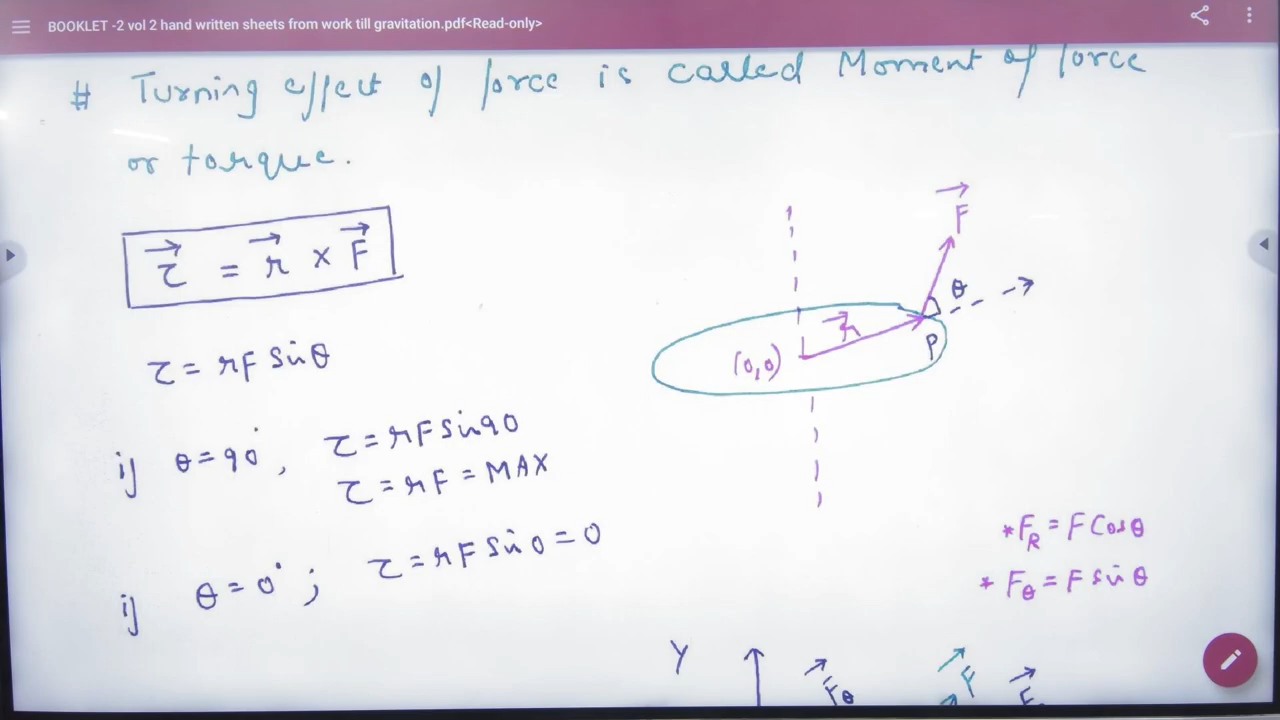 BOOKLET -2 vol 2 hand written sheets from work till gravitation.pdf<Read-only>
# Turning effect of force is called Moment of force
or torque.
τ⃗ = r⃗ × F⃗
τ = rF sinθ
if θ = 90°, τ = rF sin90
τ = rF = MAX
if θ = 0°; τ = rF sin0 = 0
F⃗
θ
r⃗
(0,0)
P
*F_R = F Cosθ
*F_θ = F sinθ
Y
F⃗_θ
F⃗